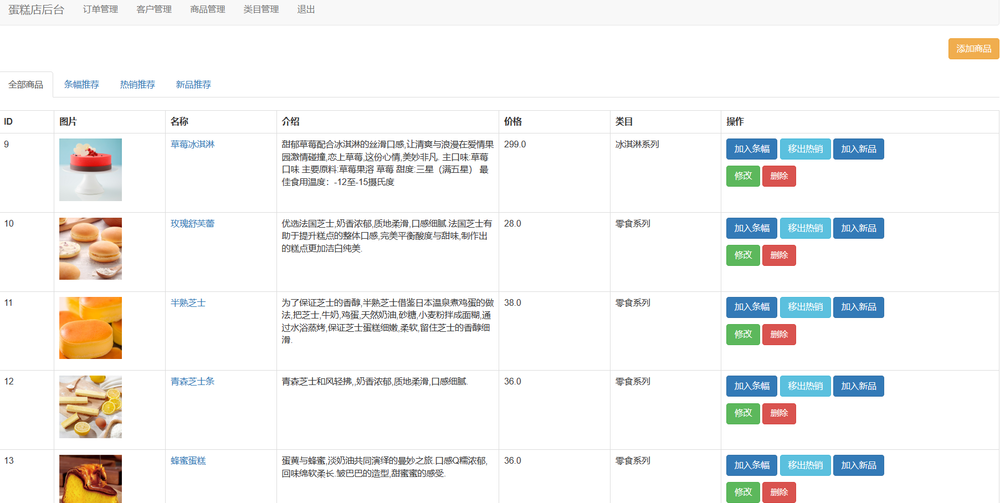 蛋糕店后台 订单管理 客户管理 商品管理 类目管理 退出
添加商品
全部商品 条幅推荐 热销推荐 新品推荐
ID 图片 名称 介绍 价格 类目 操作
9 草莓冰淇淋 甜郁草莓配合冰淇淋的丝滑口感,让清爽与浪漫在爱情果 299.0 冰淇淋系列 加入条幅 移出热销 加入新品
园激情碰撞,恋上草莓,这份心情,美妙非凡. 主口味:草莓
口味 主要原料:草莓果溶 草莓 甜度:三星（满五星） 最
佳食用温度：-12至-15摄氏度
修改 删除
10 玫瑰舒芙蕾 优选法国芝士,奶香浓郁,质地柔滑,口感细腻.法国芝士有 28.0 零食系列 加入条幅 移出热销 加入新品
助于提升糕点的整体口感,完美平衡酸度与甜味,制作出
的糕点更加洁白纯美.
修改 删除
11 半熟芝士 为了保证芝士的香醇,半熟芝士借鉴日本温泉煮鸡蛋的做 38.0 零食系列 加入条幅 移出热销 加入新品
法,把芝士,牛奶,鸡蛋,天然奶油,砂糖,小麦粉拌成面糊,通
过水浴蒸烤,保证芝士蛋糕细嫩,柔软,留住芝士的香醇细
滑.
修改 删除
12 青森芝士条 青森芝士和风轻拂,,奶香浓郁,质地柔滑,口感细腻. 36.0 零食系列 加入条幅 移出热销 加入新品
修改 删除
13 蜂蜜蛋糕 蛋黄与蜂蜜,淡奶油共同演绎的曼妙之旅.口感Q糯浓郁, 36.0 零食系列 加入条幅 移出热销 加入新品
回味绵软柔长.皱巴巴的造型,甜蜜蜜的感受.
修改 删除